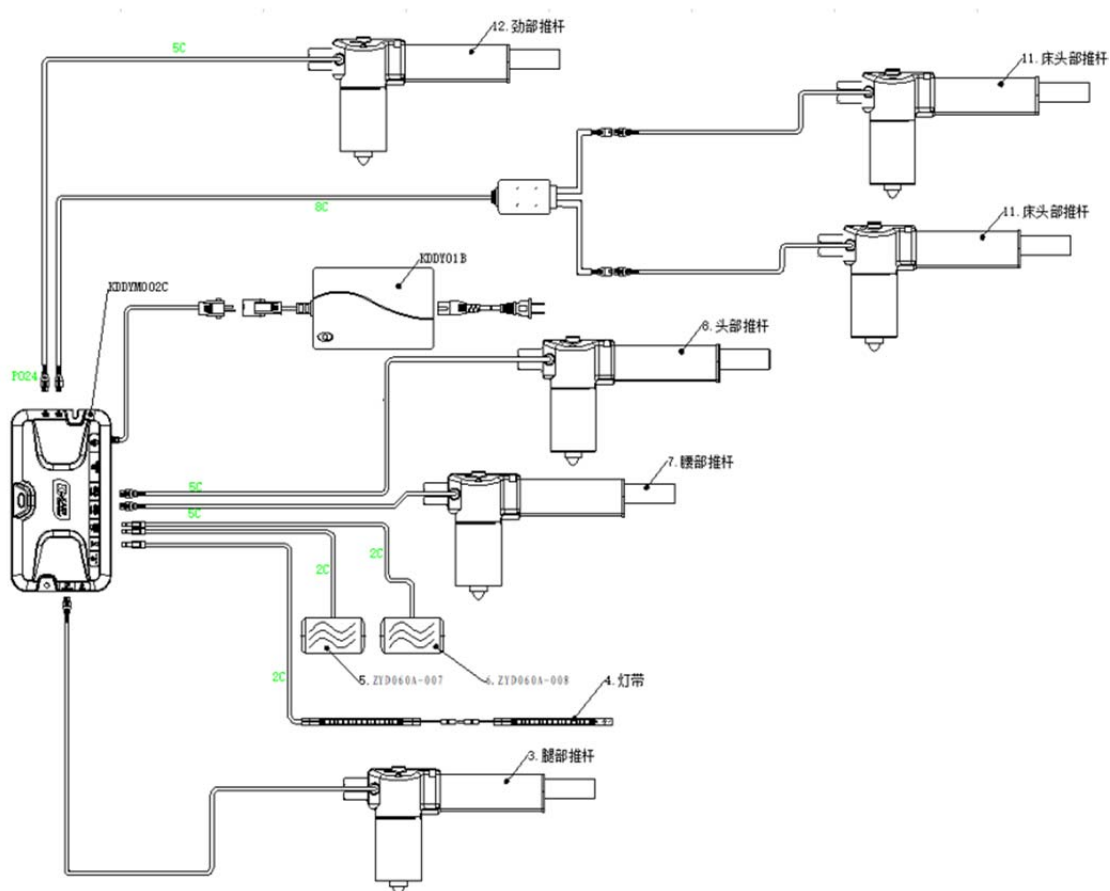 5C
12.劲部推杆
11.床头部推杆
8C
11.床头部推杆
KDDY01B
KDDYM002C
8.头部推杆
PO24
7.腰部推杆
5C
5C
2C
2C
5.ZYD060A-007
6.ZYD060A-008
2C
4.灯带
3.腿部推杆